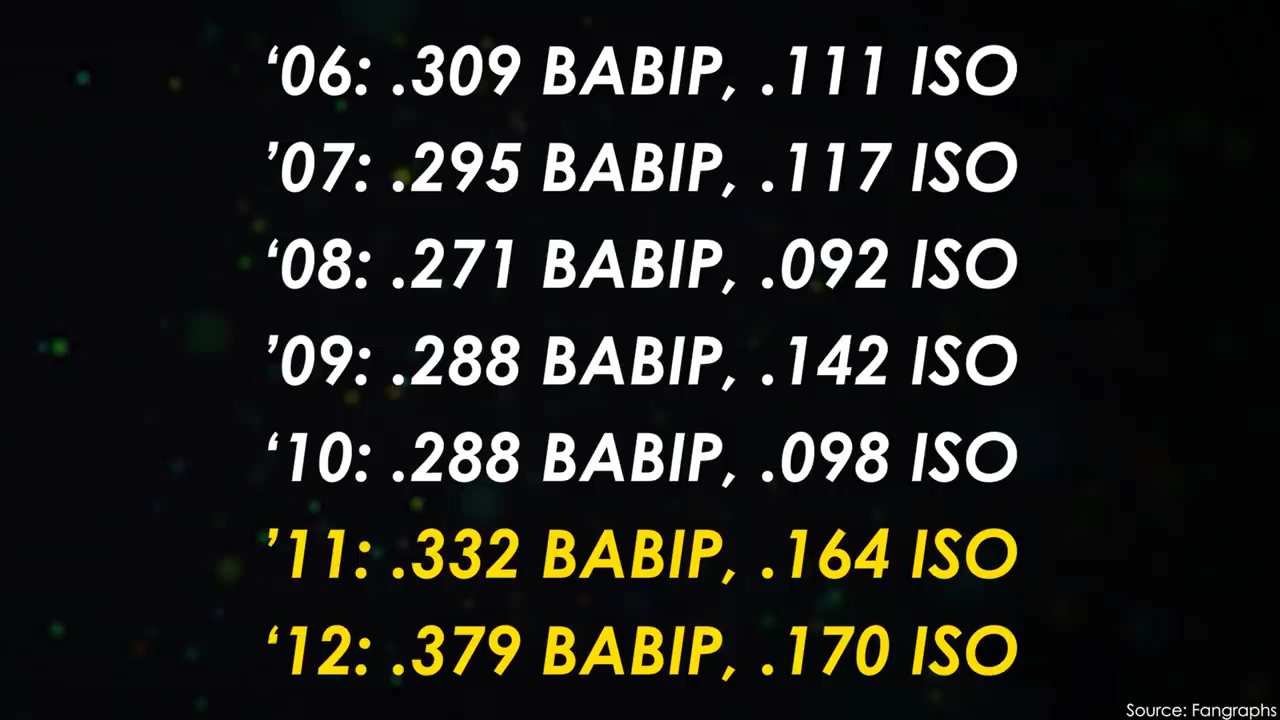 ‘06: .309 BABIP, .111 ISO
’07: .295 BABIP, .117 ISO
‘08: .271 BABIP, .092 ISO
’09: .288 BABIP, .142 ISO
‘10: .288 BABIP, .098 ISO
’11: .332 BABIP, .164 ISO
‘12: .379 BABIP, .170 ISO
Source: Fangraphs